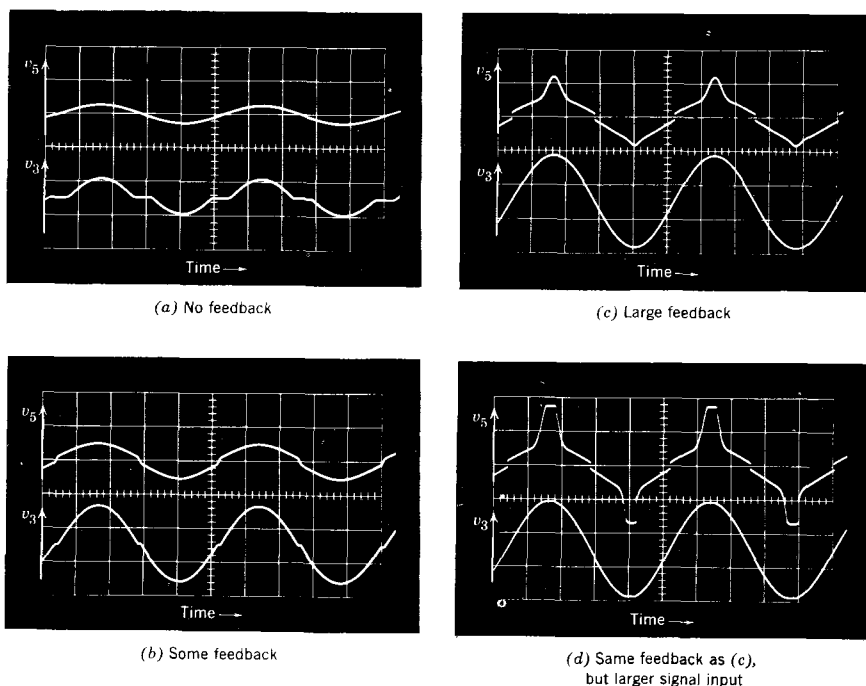 v5
v3
Time →
(a) No feedback
v5
v3
Time →
(c) Large feedback
v5
v3
Time →
(b) Some feedback
v5
v3
Time →
(d) Same feedback as (c),
but larger signal input